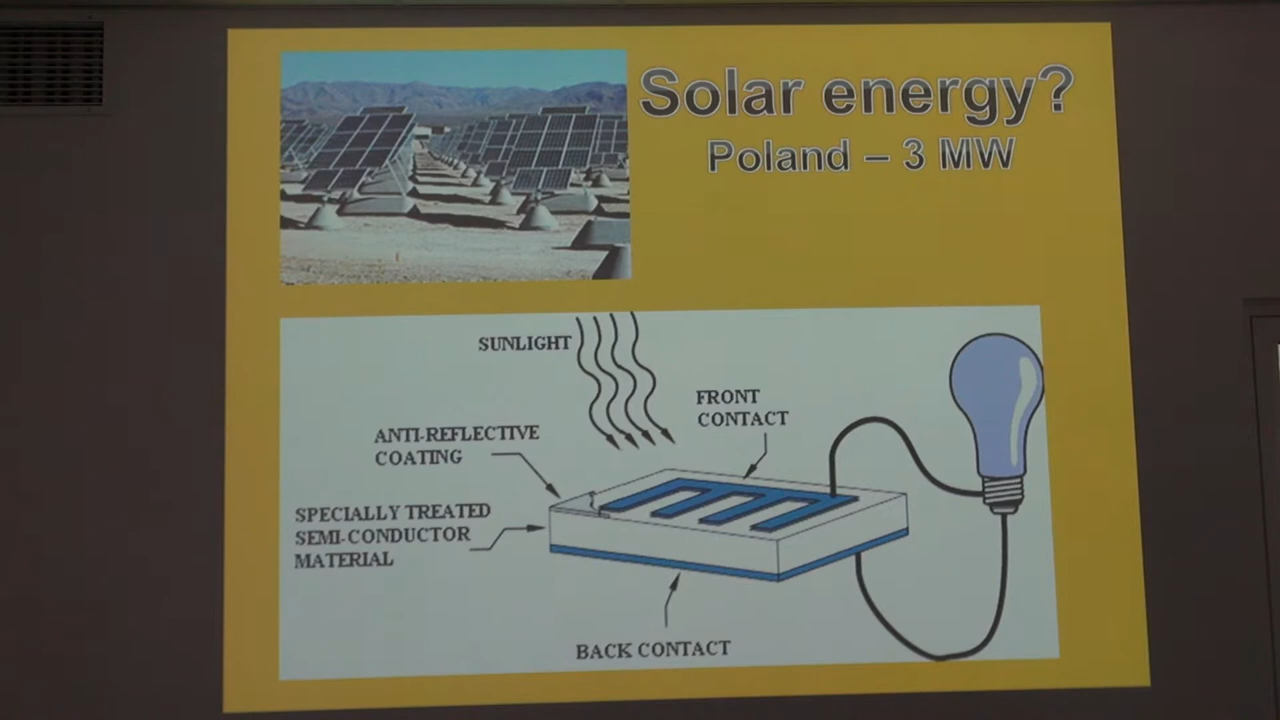 Solar energy?
Poland – 3 MW
SUNLIGHT
FRONT
CONTACT
ANTI-REFLECTIVE
COATING
SPECIALLY TREATED
SEMI-CONDUCTOR
MATERIAL
BACK CONTACT